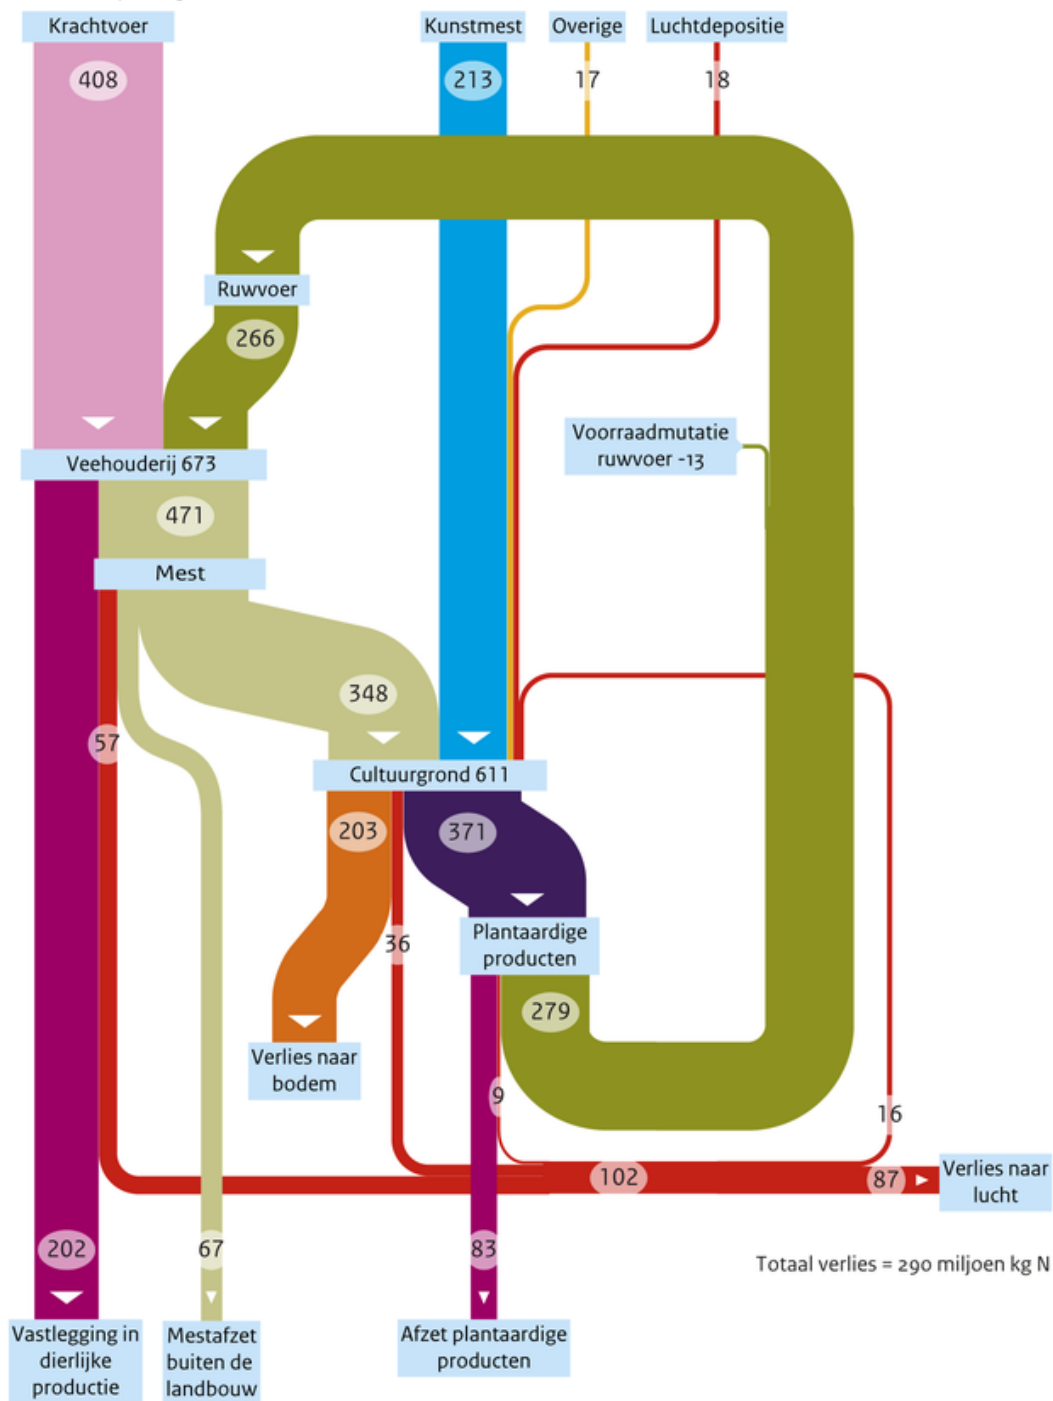 Krachtvoer
Kunstmest
Overige
Luchtdepositie
408
213
17
18
Ruwvoer
266
Voorraadmutatie
ruwvoer -13
Veehouderij 673
471
Mest
348
57
Cultuurgrond 611
203
371
36
Plantaardige
producten
279
Verlies naar
bodem
9
16
102
87
Verlies naar
lucht
202
67
83
Totaal verlies = 290 miljoen kg N
Vastlegging in
dierlijke
productie
Mestafzet
buiten de
landbouw
Afzet plantaardige
producten